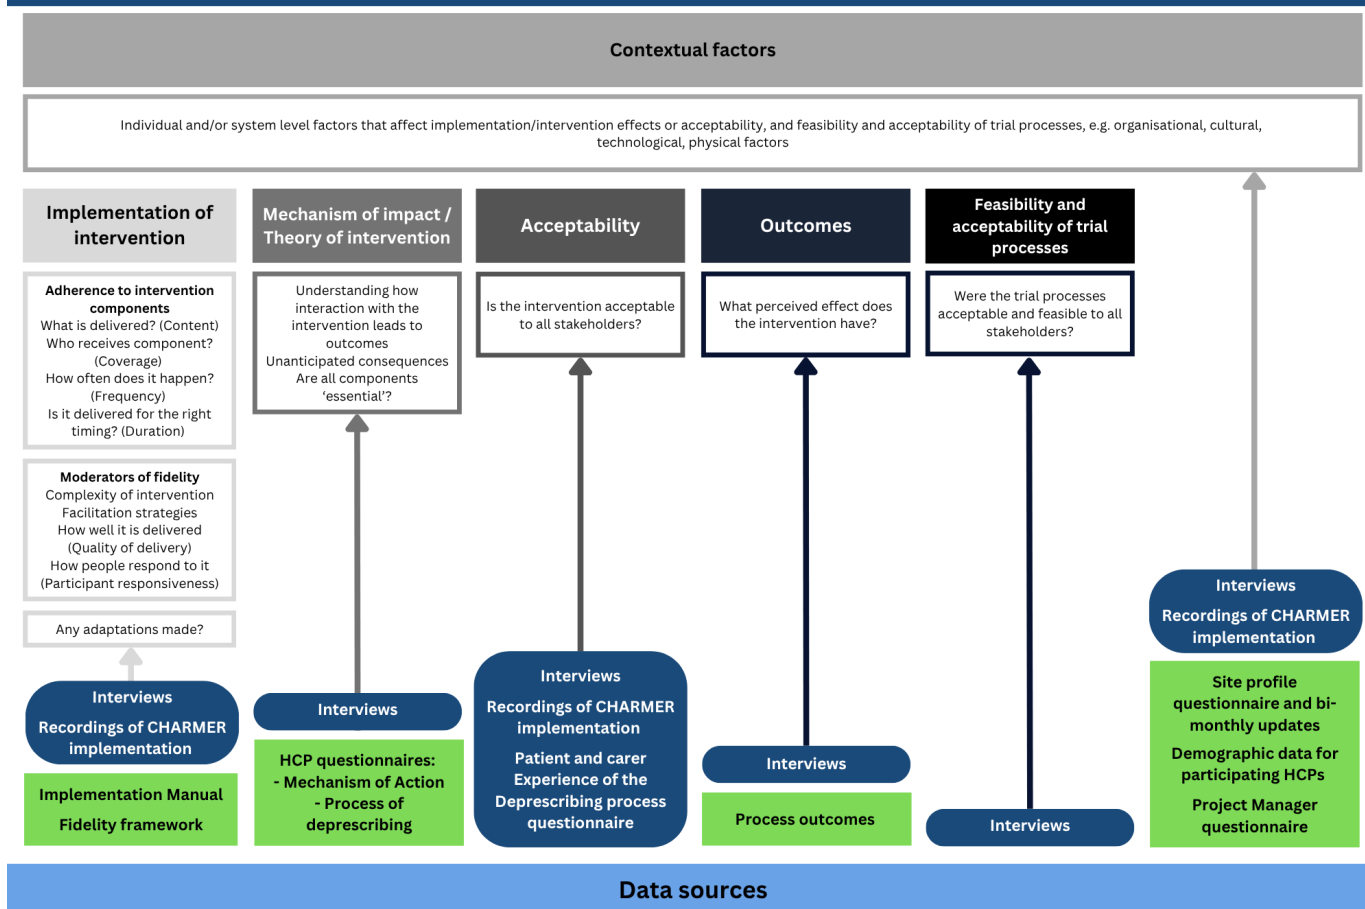 Contextual factors
Individual and/or system level factors that affect implementation/intervention effects or acceptability, and feasibility and acceptability of trial processes, e.g. organisational, cultural,
technological, physical factors
Implementation of
intervention
Adherence to intervention
components
What is delivered? (Content)
Who receives component?
(Coverage)
How often does it happen?
(Frequency)
Is it delivered for the right
timing? (Duration)
Moderators of fidelity
Complexity of intervention
Facilitation strategies
How well it is delivered
(Quality of delivery)
How people respond to it
(Participant responsiveness)
Any adaptations made?
Interviews
Recordings of CHARMER
implementation
Implementation Manual
Fidelity framework
Mechanism of impact /
Theory of intervention
Understanding how
interaction with the
intervention leads to
outcomes
Unanticipated consequences
Are all components
‘essential’?
Interviews
HCP questionnaires:
- Mechanism of Action
- Process of
deprescribing
Acceptability
Is the intervention acceptable
to all stakeholders?
Interviews
Recordings of CHARMER
implementation
Patient and carer
Experience of the
Deprescribing process
questionnaire
Outcomes
What perceived effect does
the intervention have?
Interviews
Process outcomes
Feasibility and
acceptability of trial
processes
Were the trial processes
acceptable and feasible to all
stakeholders?
Interviews
Interviews
Recordings of CHARMER
implementation
Site profile
questionnaire and bi-
monthly updates
Demographic data for
participating HCPs
Project Manager
questionnaire
Data sources